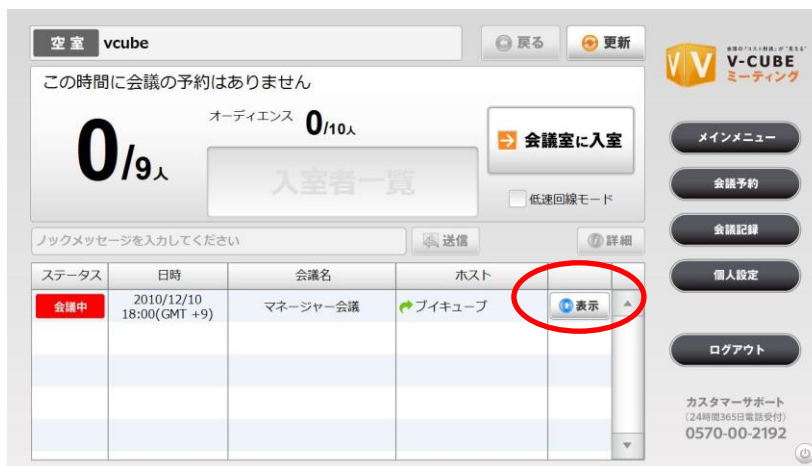 空室 vcube
戻る
更新
この時間に会議の予約はありません
0/9人
オーディエンス 0/10人
入室者一覧
会議室に入室
低速回線モード
ノックメッセージを入力してください
送信
詳細
ステータス 日時 会議名 ホスト
会議中 2010/12/10 18:00(GMT +9) マネージャー会議 ブイキューブ 表示
V-CUBE
ミーティング
メインメニュー
会議予約
会議記録
個人設定
ログアウト
カスタマーサポート
(24時間365日電話受付)
0570-00-2192